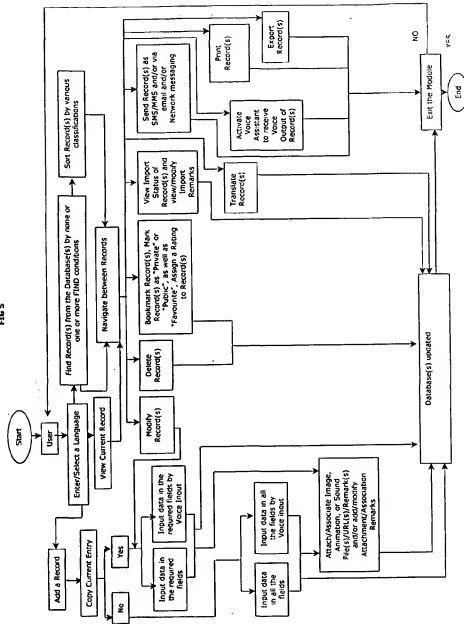 FIG 5
Start
User
Enter/Select a Language
Add a Record
Copy Current Entry
No
Yes
View Current Record
Find Record(s) from the Database(s) by none or
one or more FIND conditions
Sort Record(s) by various
classifications
Navigate between Records
Modify
Record(s)
Delete
Record(s)
Bookmark Record(s), Mark
Record(s) as "Private" or
"Public", as well as
"Favourite", Assign a Rating
to Record(s)
View Import
Status of
Record(s) and
view/modify
Import
Remarks
Send Record(s) as
SMS/MMS and/or via
email and/or
Network messaging
Print
Record(s)
Export
Record(s)
Translate
Record(s)
Activate
Voice
Assistant
to receive
Voice
Output of
Record(s)
Input data in
the required
fields
Input data in the
required fields by
Voice Input
Input data
in all the
fields
Input data in all
the fields by
Voice input
Attach/Associate Image,
Animation, or Sound
File(s)/URL(s)/Remark(s)
and/or add/modify
Attachment/Association
Remarks
Database(s) updated
Exit the Module
NO
YES
End